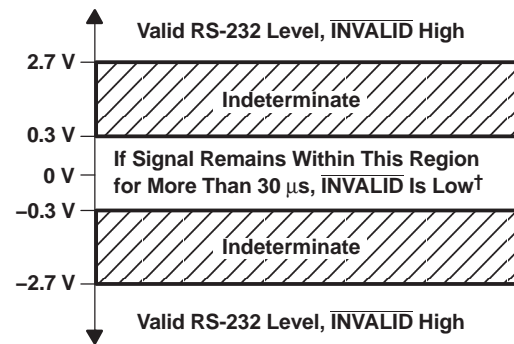 Valid RS-232 Level, INVALID High
2.7 V
Indeterminate
0.3 V
If Signal Remains Within This Region
0 V
for More Than 30 μs, INVALID Is Low†
–0.3 V
Indeterminate
–2.7 V
Valid RS-232 Level, INVALID High